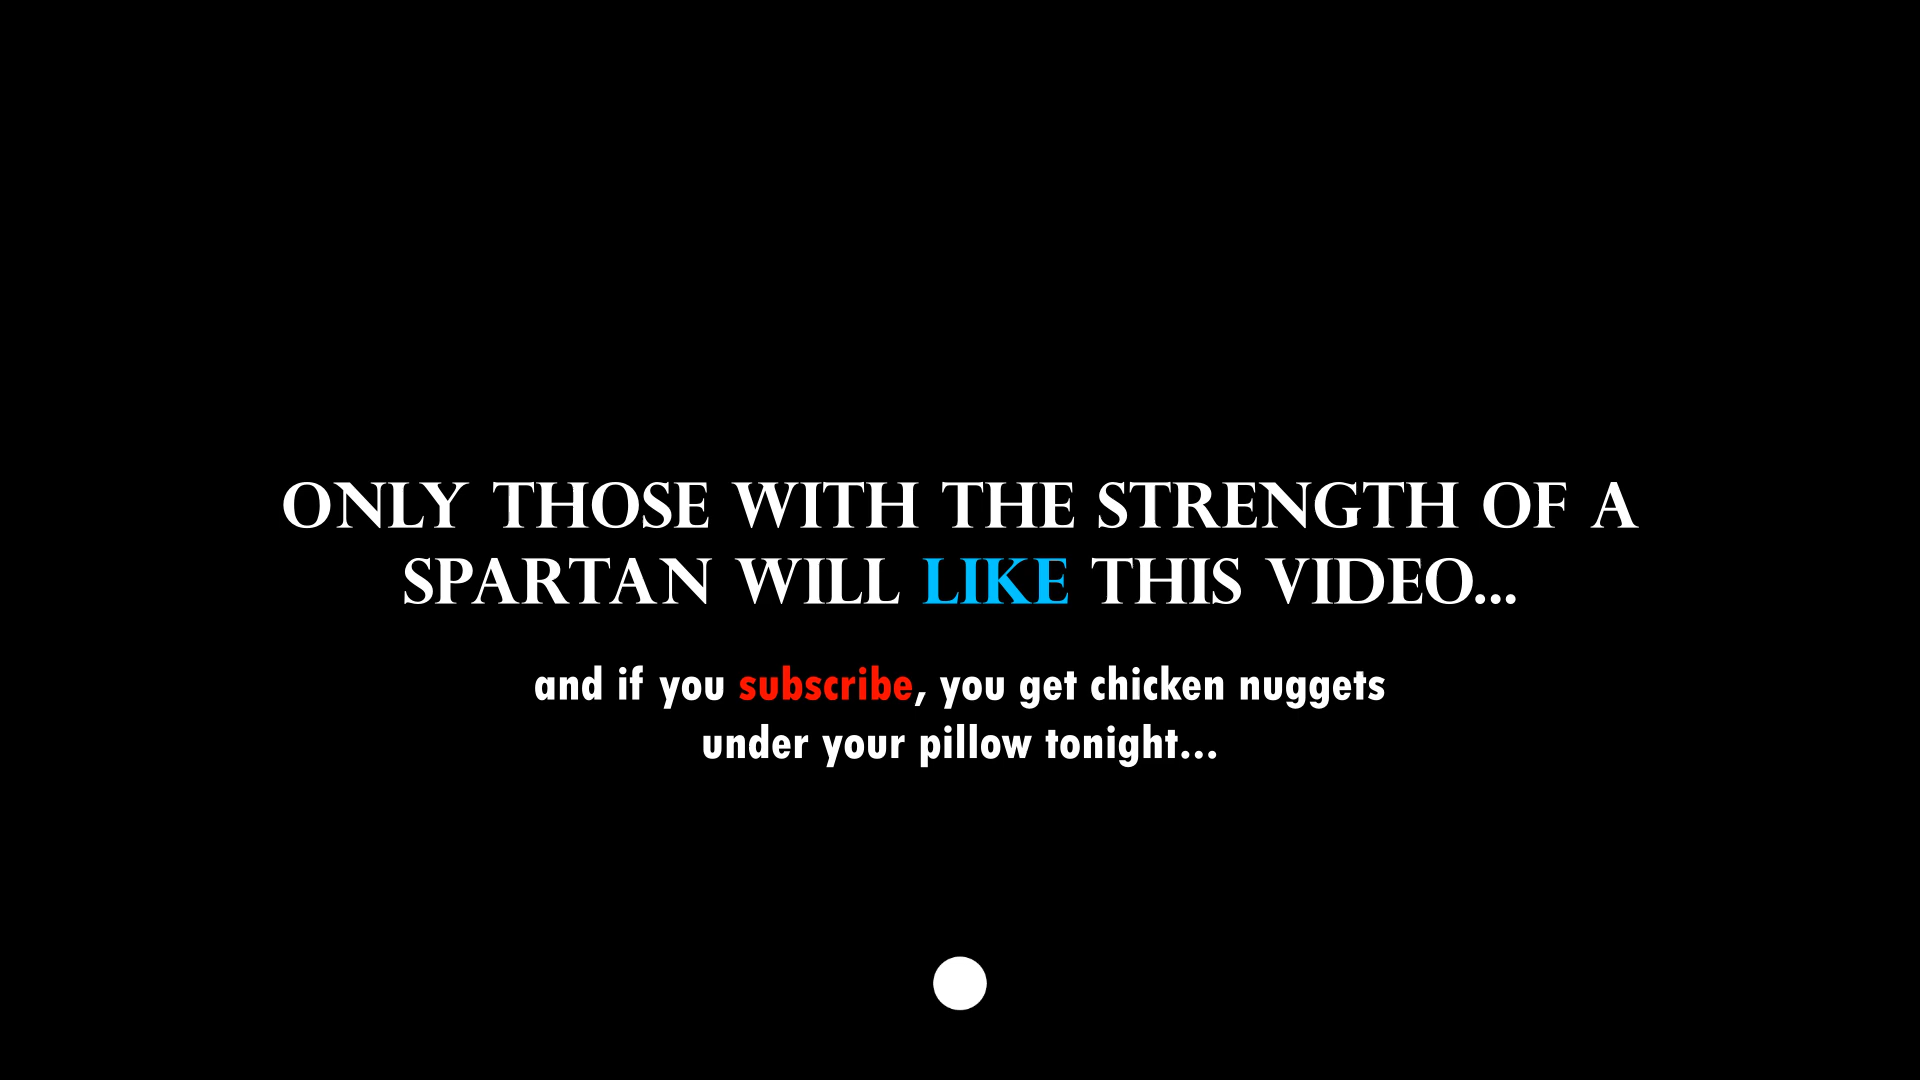 ONLY THOSE WITH THE STRENGTH OF A
SPARTAN WILL LIKE THIS VIDEO...
and if you subscribe, you get chicken nuggets
under your pillow tonight...